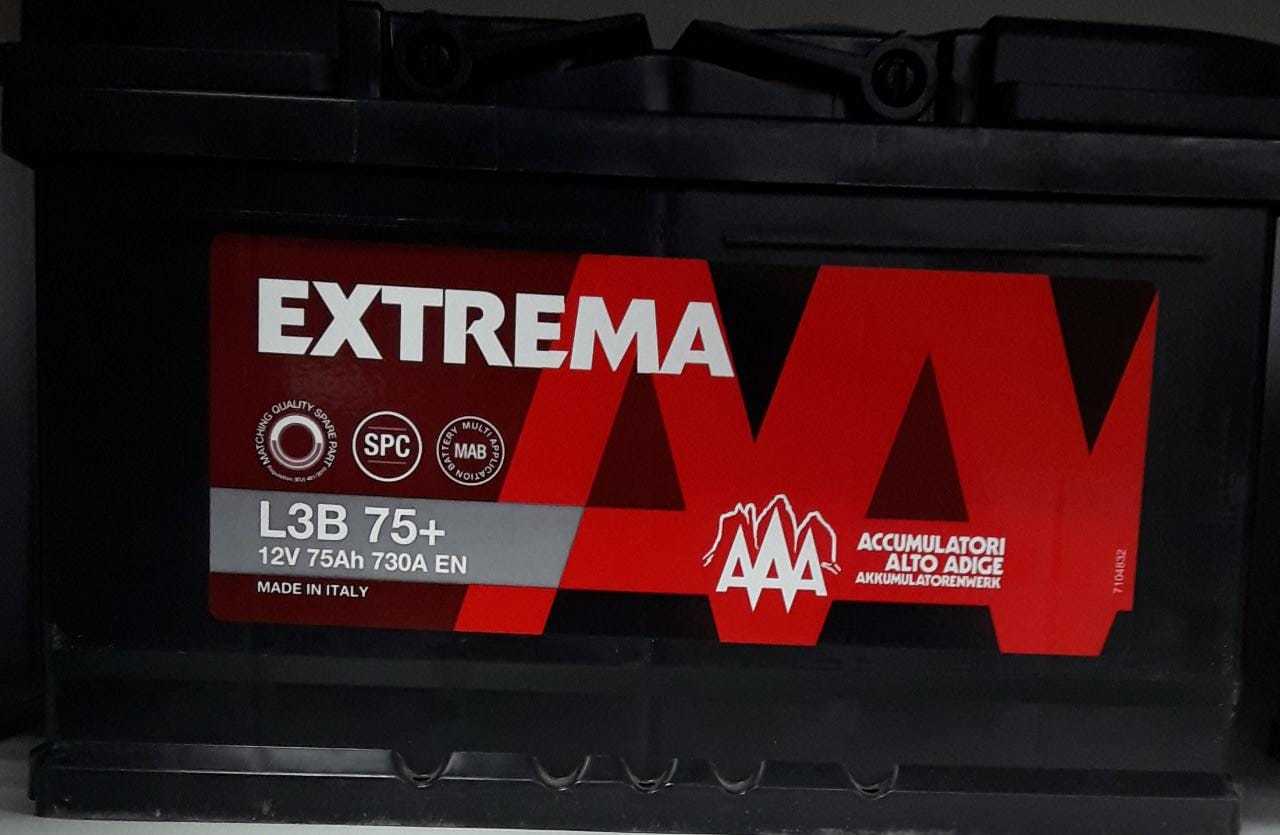 EXTREMA
MATCHING QUALITY SPARE PART
SPC
BATTERY MULTI APPLICATION
MAB
L3B 75+
12V 75Ah 730A EN
MADE IN ITALY
AAA
ACCUMULATORI
ALTO ADIGE
AKKUMULATORENWERK
7104832